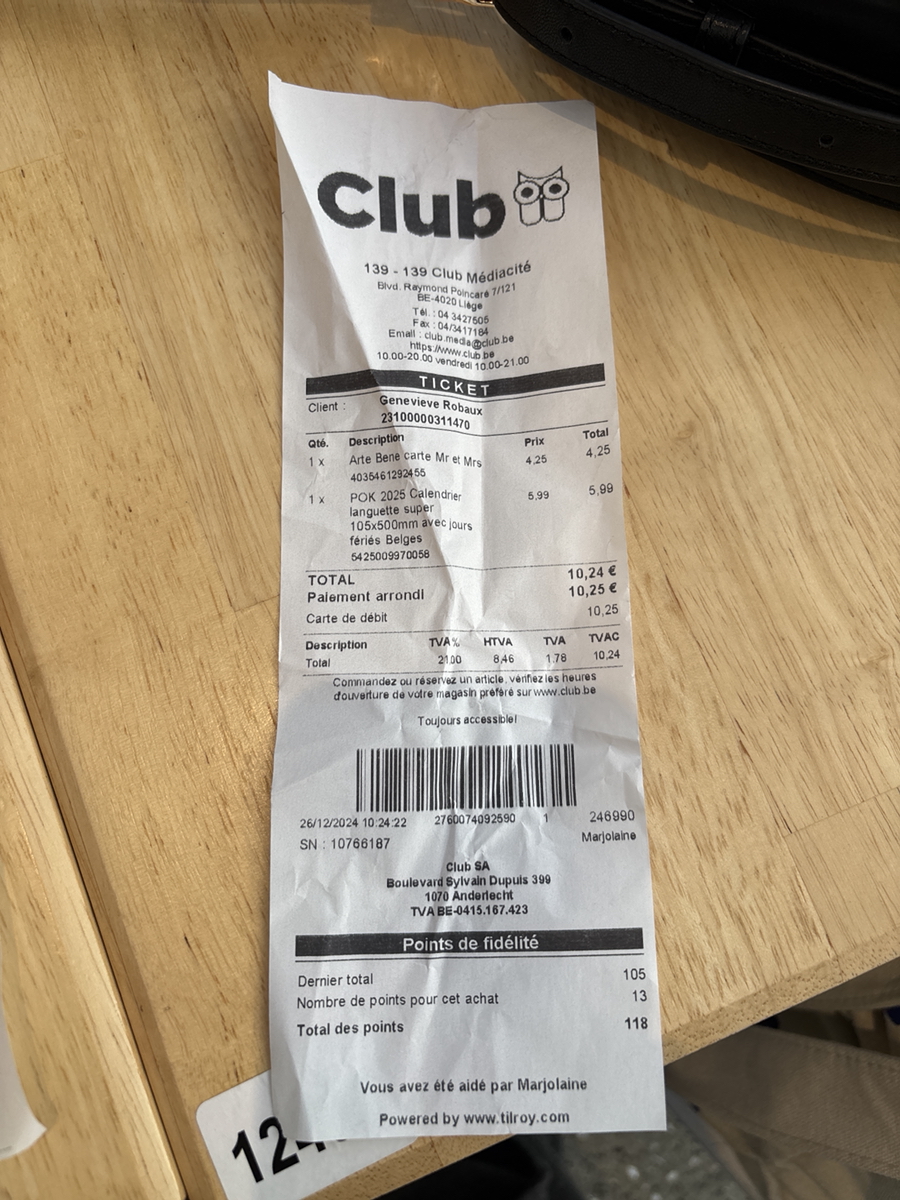 Club
139 - 139 Club Médiacité
Blvd. Raymond Poincaré 7/121
BE-4020 Liège
Tél. : 04 3427605
Fax : 04/3417184
Email : club.media@club.be
https://www.club.be
10.00-20.00 vendredi 10.00-21.00
TICKET
Client : Genevieve Robaux
23100000311470
Qté. Description Prix Total
1 x Arte Bene carte Mr et Mrs 4,25 4,25
4035461292455
1 x POK 2025 Calendrier 5,99 5,99
languette super
105x500mm avec jours
fériés Belges
5425009970058
TOTAL 10,24 €
Paiement arrondi 10,25 €
Carte de débit 10,25
Description TVA% HTVA TVA TVAC
Total 21.00 8,46 1.78 10,24
Commandez ou réservez un article, vérifiez les heures
d'ouverture de votre magasin préféré sur www.club.be
Toujours accessible!
26/12/2024 10:24:22 2760074092590 1 246990
SN : 10766187 Marjolaine
Club SA
Boulevard Sylvain Dupuis 399
1070 Anderlecht
TVA BE-0415.167.423
Points de fidélité
Dernier total 105
Nombre de points pour cet achat 13
Total des points 118
Vous avez été aidé par Marjolaine
Powered by www.tilroy.com